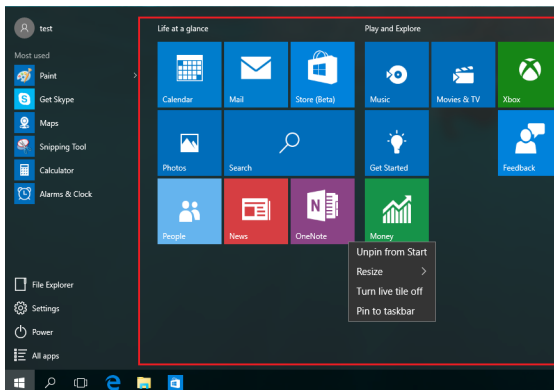 test
Most used
Paint
Get Skype
Maps
Snipping Tool
Calculator
Alarms & Clock
File Explorer
Settings
Power
All apps
Life at a glance
Calendar
Mail
Store (Beta)
Photos
Search
People
News
OneNote
Play and Explore
Music
Movies & TV
Xbox
Get Started
Feedback
Money
Unpin from Start
Resize
Turn live tile off
Pin to taskbar